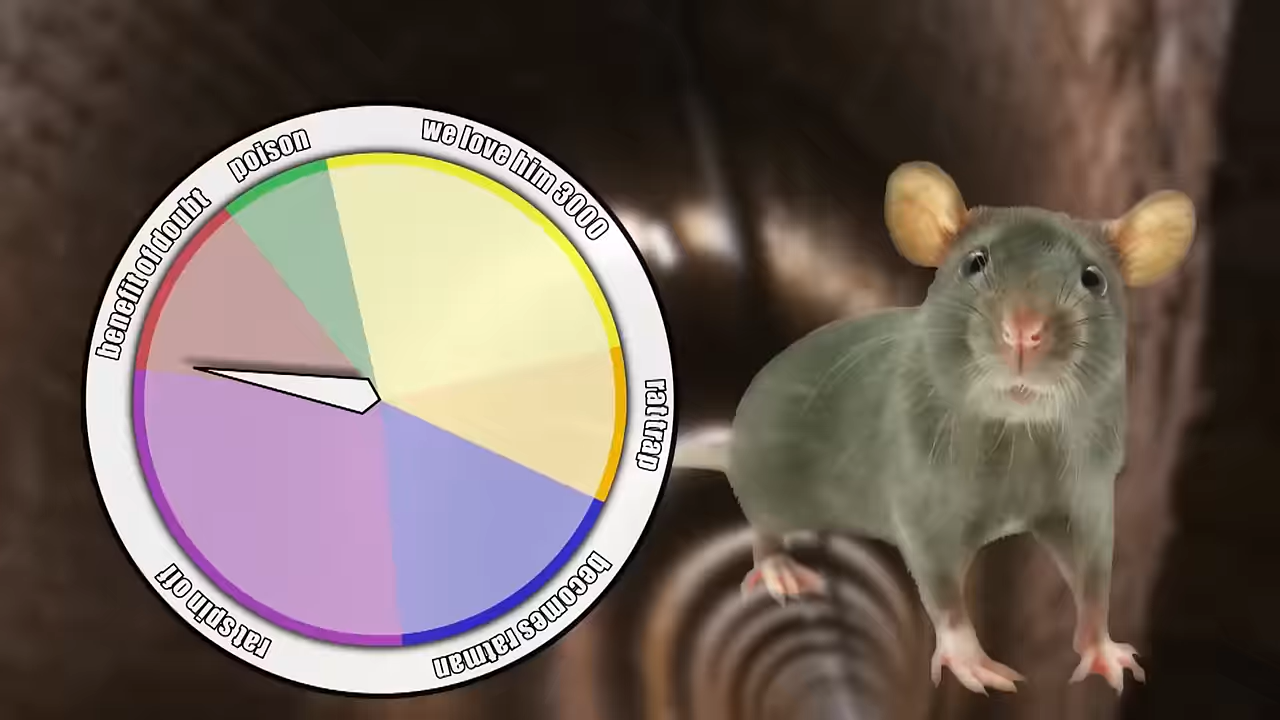 poison
we love him 3000
rat trap
becomes ratman
rat spin off
benefit of doubt